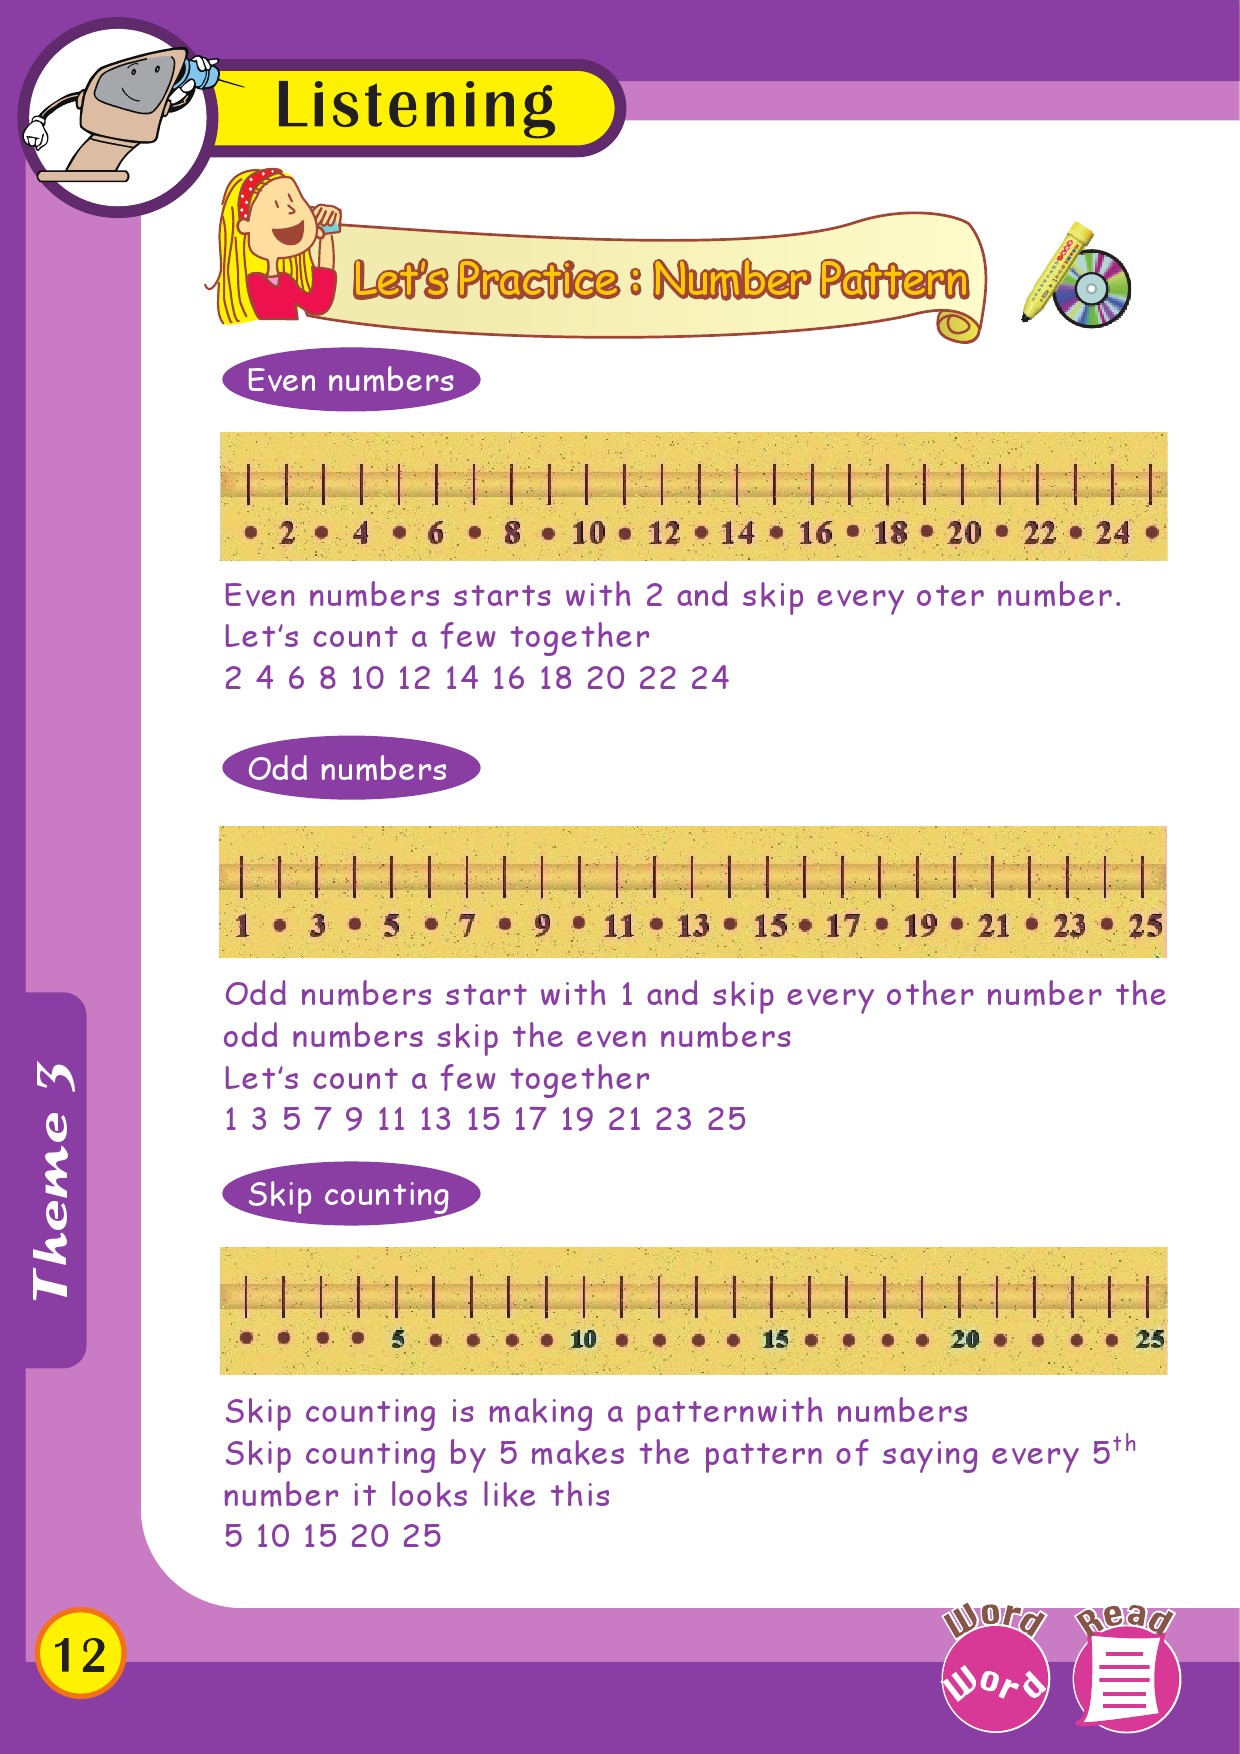 Listening
Let's Practice : Number Pattern
Even numbers
2 4 6 8 10 12 14 16 18 20 22 24
Even numbers starts with 2 and skip every oter number.
Let's count a few together
2 4 6 8 10 12 14 16 18 20 22 24
Odd numbers
1 3 5 7 9 11 13 15 17 19 21 23 25
Odd numbers start with 1 and skip every other number the
odd numbers skip the even numbers
Let's count a few together
1 3 5 7 9 11 13 15 17 19 21 23 25
Skip counting
5 10 15 20 25
Skip counting is making a patternwith numbers
Skip counting by 5 makes the pattern of saying every 5th
number it looks like this
5 10 15 20 25
Theme 3
12
Word
Word
Read